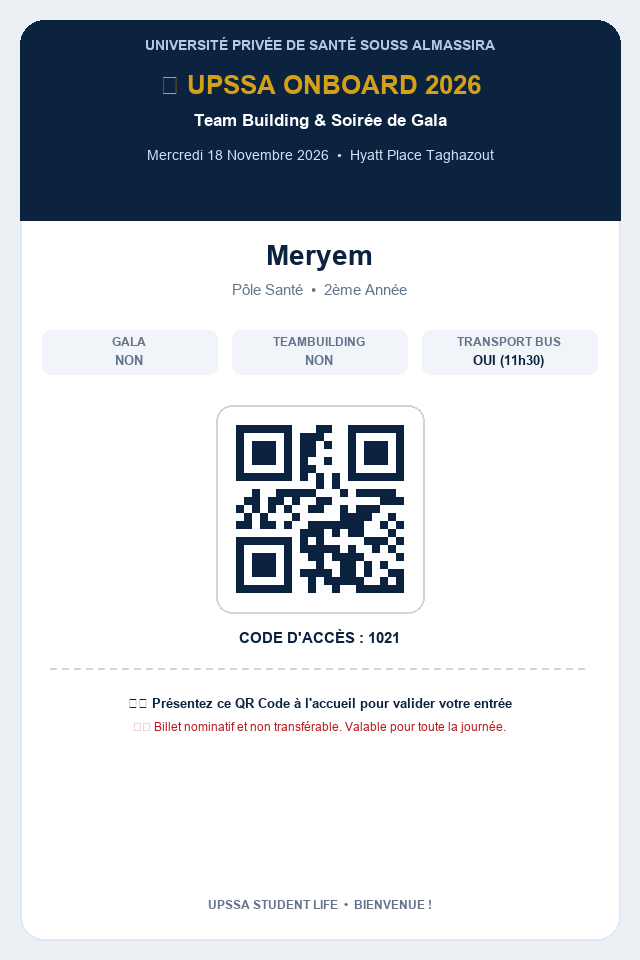 UNIVERSITÉ PRIVÉE DE SANTÉ SOUSS ALMASSIRA
UPSSA ONBOARD 2026
Team Building & Soirée de Gala
Mercredi 18 Novembre 2026 • Hyatt Place Taghazout
Meryem
Pôle Santé • 2ème Année
GALA
NON
TEAMBUILDING
NON
TRANSPORT BUS
OUI (11h30)
CODE D'ACCÈS : 1021
Présentez ce QR Code à l'accueil pour valider votre entrée
Billet nominatif et non transférable. Valable pour toute la journée.
UPSSA STUDENT LIFE • BIENVENUE !